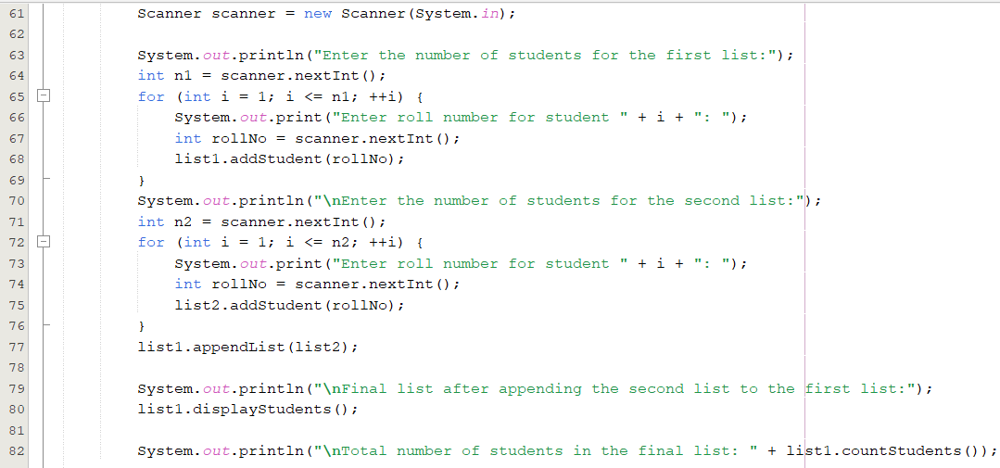 61 Scanner scanner = new Scanner(System.in);
62
63 System.out.println("Enter the number of students for the first list:");
64 int n1 = scanner.nextInt();
65 for (int i = 1; i <= n1; ++i) {
66 System.out.print("Enter roll number for student " + i + ": ");
67 int rollNo = scanner.nextInt();
68 list1.addStudent(rollNo);
69 }
70 System.out.println("\nEnter the number of students for the second list:");
71 int n2 = scanner.nextInt();
72 for (int i = 1; i <= n2; ++i) {
73 System.out.print("Enter roll number for student " + i + ": ");
74 int rollNo = scanner.nextInt();
75 list2.addStudent(rollNo);
76 }
77 list1.appendList(list2);
78
79 System.out.println("\nFinal list after appending the second list to the first list:");
80 list1.displayStudents();
81
82 System.out.println("\nTotal number of students in the final list: " + list1.countStudents());